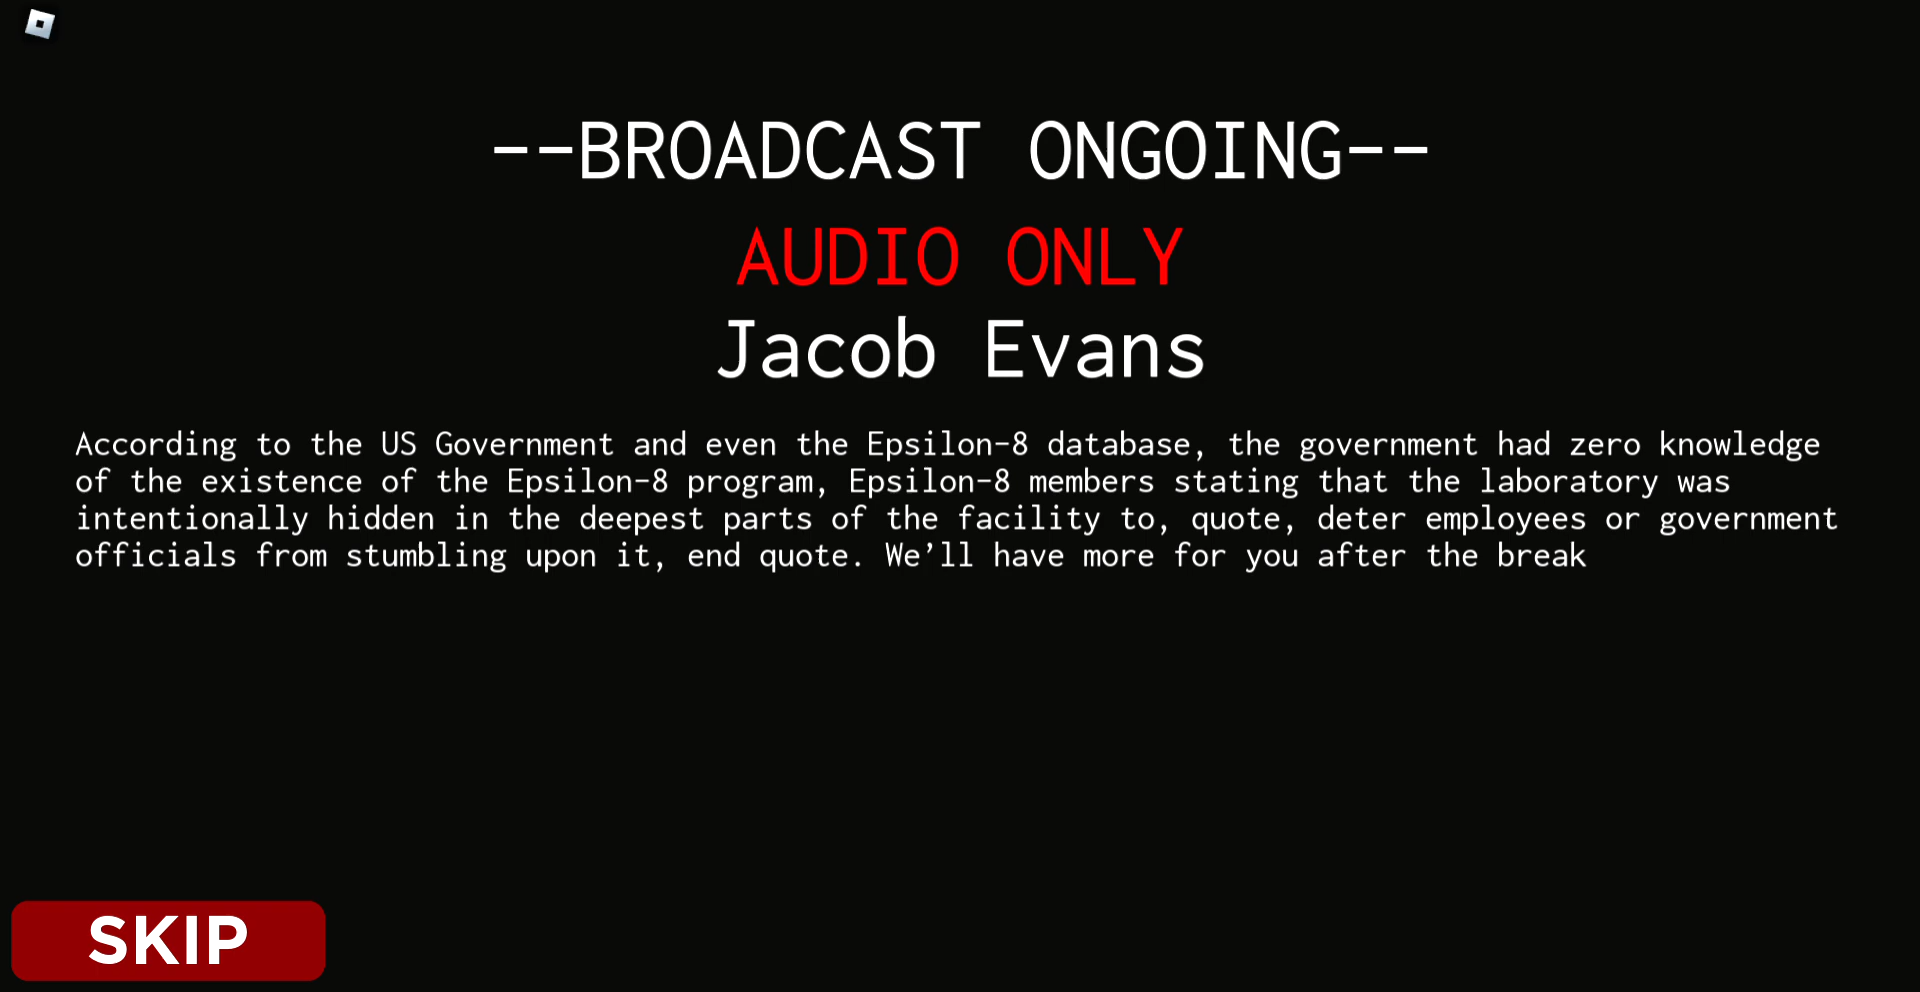 --BROADCAST ONGOING--
AUDIO ONLY
Jacob Evans
According to the US Government and even the Epsilon-8 database, the government had zero knowledge
of the existence of the Epsilon-8 program, Epsilon-8 members stating that the laboratory was
intentionally hidden in the deepest parts of the facility to, quote, deter employees or government
officials from stumbling upon it, end quote. We’ll have more for you after the break
SKIP